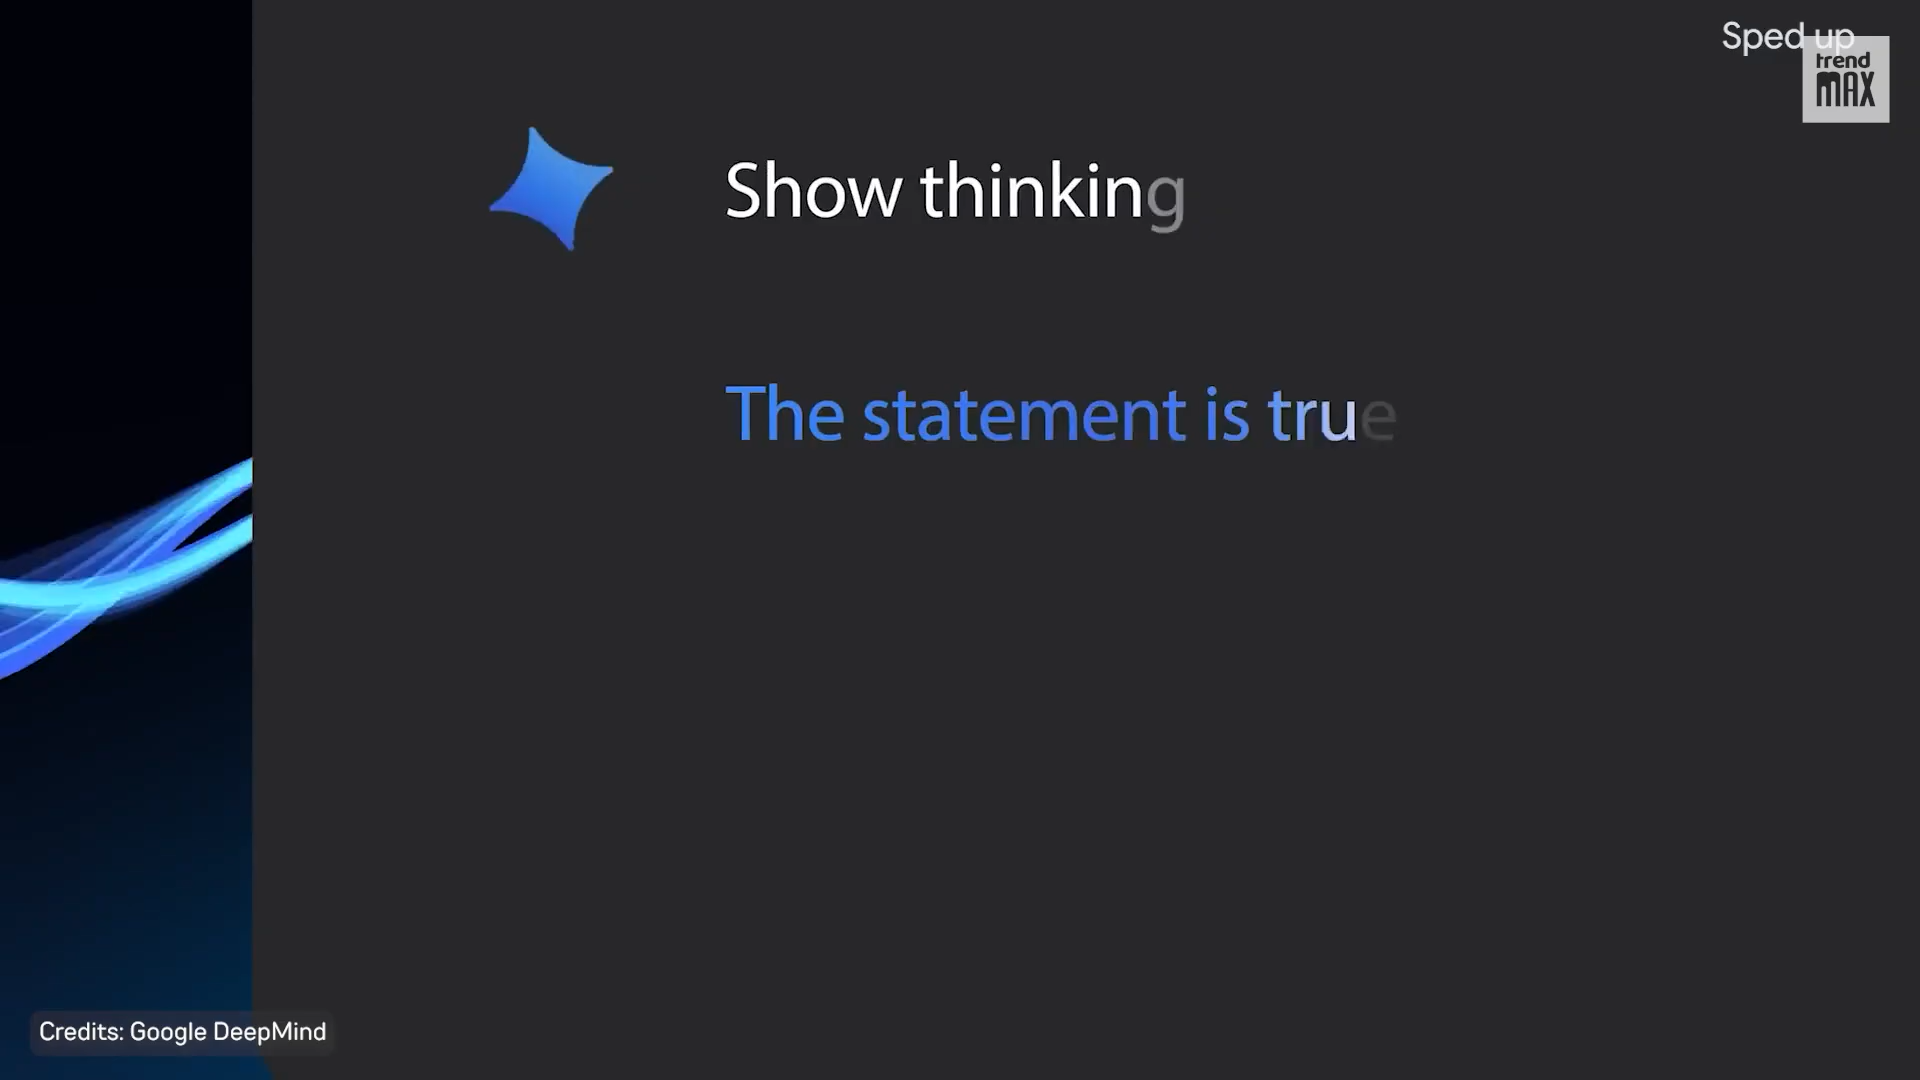 Sped up
trend
MAX
Show thinking
The statement is true
Credits: Google DeepMind